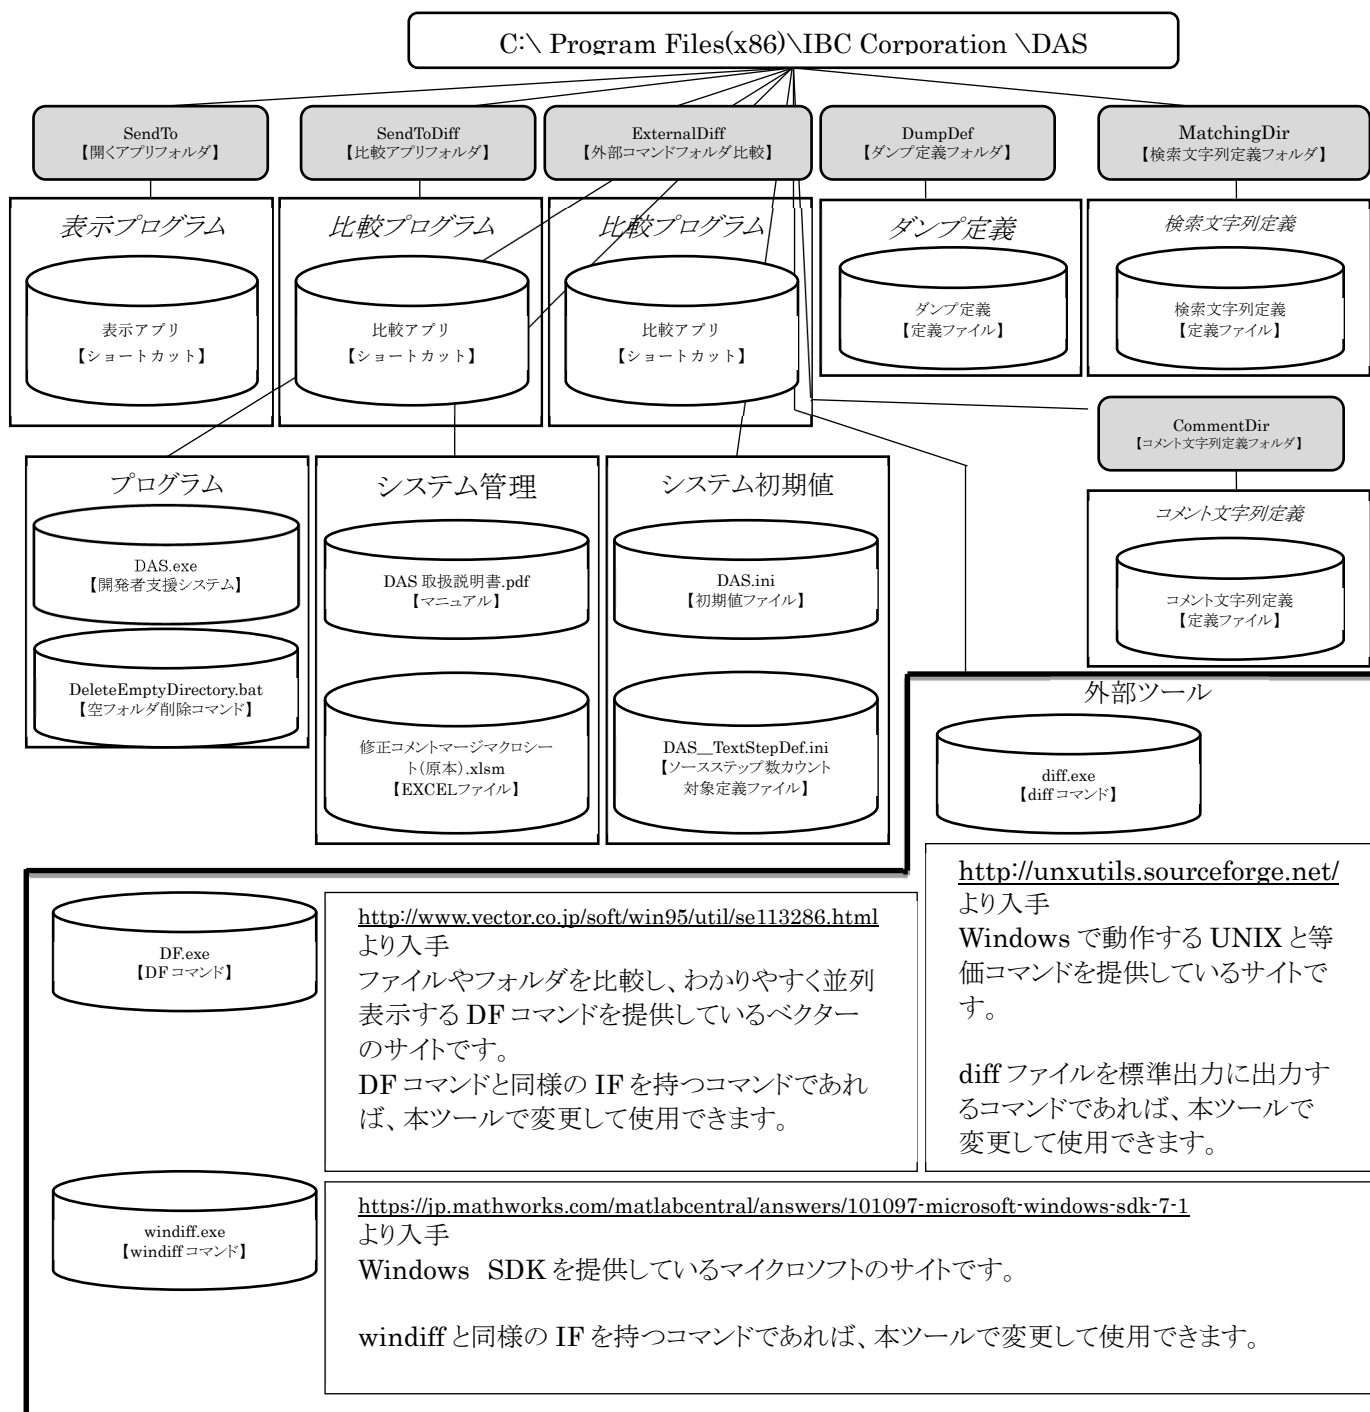 C:\ Program Files(x86)\IBC Corporation \DAS
SendTo
【開くアプリフォルダ】
SendToDiff
【比較アプリフォルダ】
ExternalDiff
【外部コマンドフォルダ比較】
DumpDef
【ダンプ定義フォルダ】
MatchingDir
【検索文字列定義フォルダ】
表示プログラム
表示アプリ
【ショートカット】
比較プログラム
比較アプリ
【ショートカット】
比較プログラム
比較アプリ
【ショートカット】
ダンプ定義
ダンプ定義
【定義ファイル】
検索文字列定義
検索文字列定義
【定義ファイル】
CommentDir
【コメント文字列定義フォルダ】
コメント文字列定義
コメント文字列定義
【定義ファイル】
プログラム
DAS.exe
【開発者支援システム】
DeleteEmptyDirectory.bat
【空フォルダ削除コマンド】
システム管理
DAS 取扱説明書.pdf
【マニュアル】
修正コメントマージマクロシー
ト(原本).xlsm
【EXCELファイル】
システム初期値
DAS.ini
【初期値ファイル】
DAS__TextStepDef.ini
【ソースステップ数カウント
対象定義ファイル】
外部ツール
diff.exe
【diff コマンド】
http://unxutils.sourceforge.net/
より入手
Windows で動作する UNIX と等
価コマンドを提供しているサイトで
す。
diff ファイルを標準出力に出力す
るコマンドであれば、本ツールで
変更して使用できます。
DF.exe
【DF コマンド】
http://www.vector.co.jp/soft/win95/util/se113286.html
より入手
ファイルやフォルダを比較し、わかりやすく並列
表示する DF コマンドを提供しているベクター
のサイトです。
DF コマンドと同様の IF を持つコマンドであれ
ば、本ツールで変更して使用できます。
windiff.exe
【windiff コマンド】
https://jp.mathworks.com/matlabcentral/answers/101097-microsoft-windows-sdk-7-1
より入手
Windows SDK を提供しているマイクロソフトのサイトです。
windiff と同様の IF を持つコマンドであれば、本ツールで変更して使用できます。